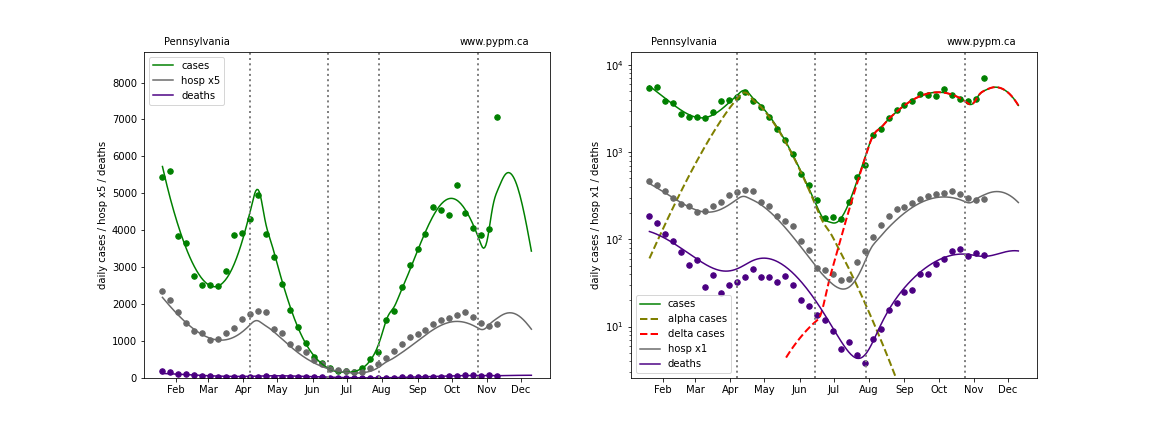 Pennsylvania www.pypm.ca
cases
hosp x5
deaths
8000
7000
6000
5000
4000
3000
2000
1000
0
daily cases / hosp x5 / deaths
Feb Mar Apr May Jun Jul Aug Sep Oct Nov Dec
Pennsylvania www.pypm.ca
10⁴
10³
10²
10¹
daily cases / hosp x1 / deaths
cases
alpha cases
delta cases
hosp x1
deaths
Feb Mar Apr May Jun Jul Aug Sep Oct Nov Dec